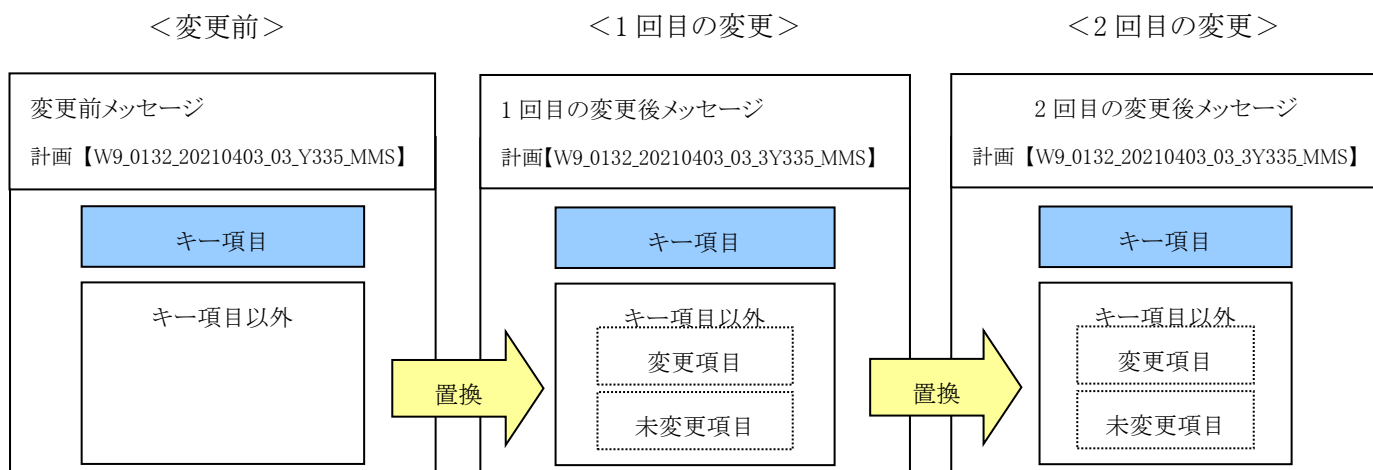 <変更前>
<1回目の変更>
<2回目の変更>
変更前メッセージ
計画【W9_0132_20210403_03_Y335_MMS】
キー項目
キー項目以外
置換
1回目の変更後メッセージ
計画【W9_0132_20210403_03_3Y335_MMS】
キー項目
キー項目以外
変更項目
未変更項目
置換
2回目の変更後メッセージ
計画【W9_0132_20210403_03_3Y335_MMS】
キー項目
キー項目以外
変更項目
未変更項目